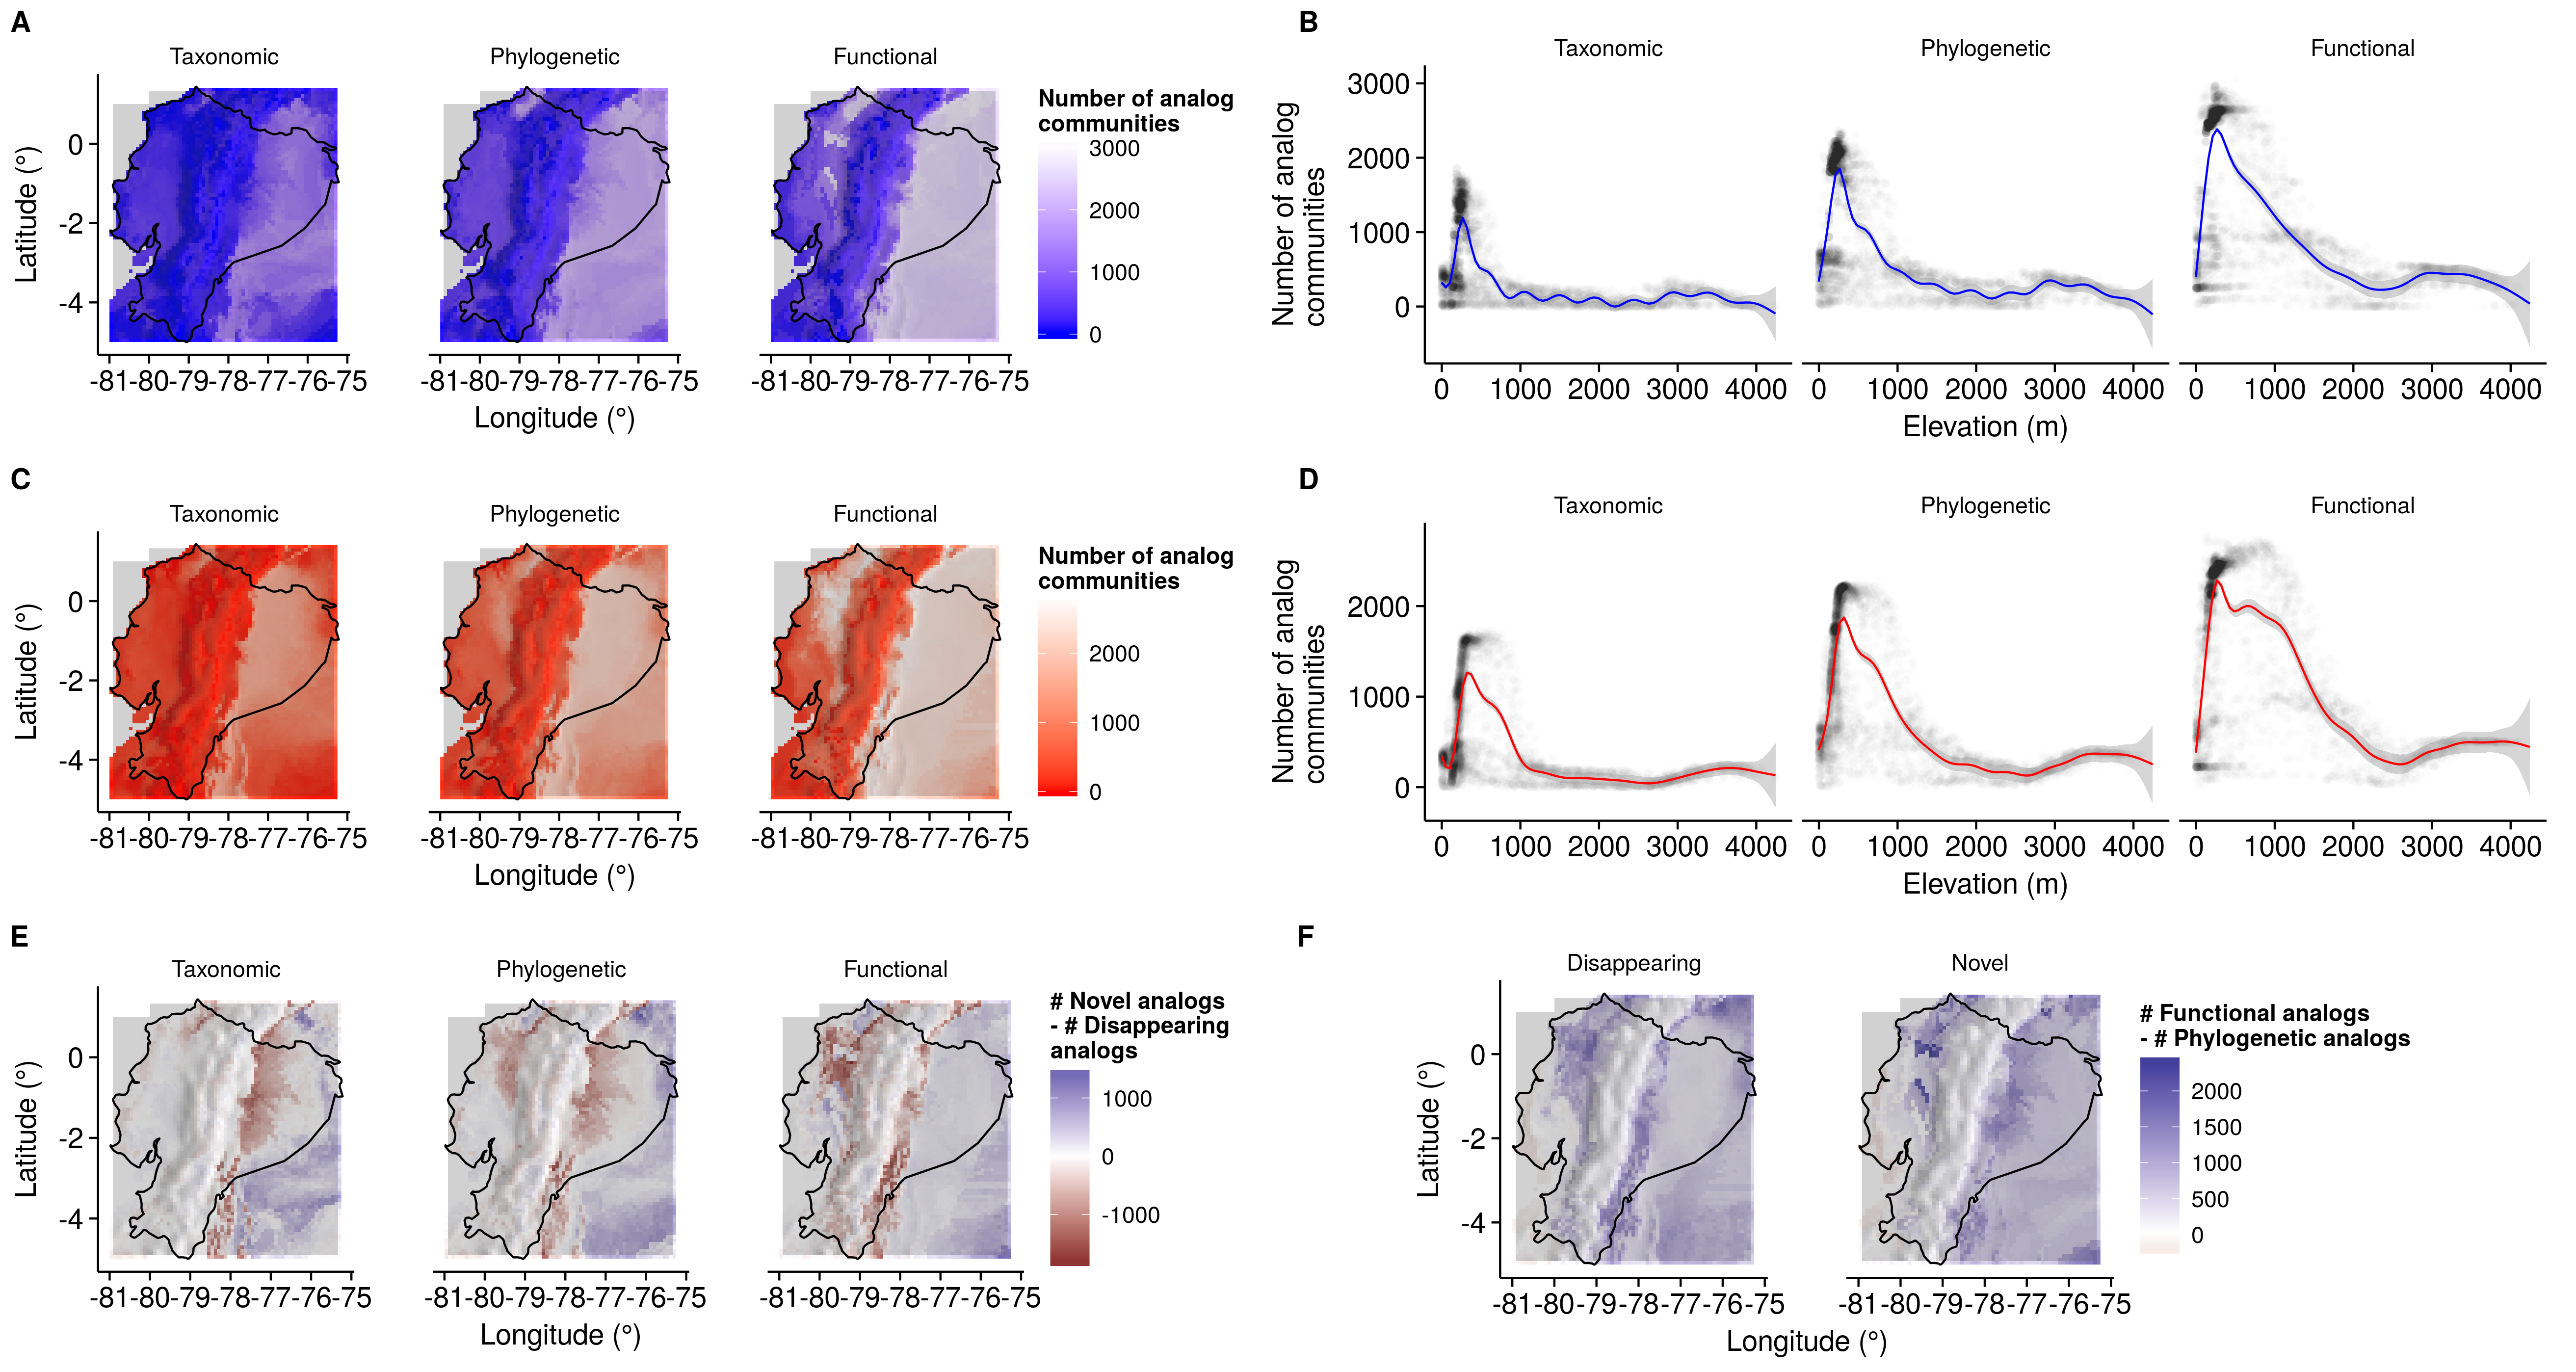 A
Taxonomic
Phylogenetic
Functional
Latitude (°)
0
-2
-4
-81-80-79-78-77-76-75
-81-80-79-78-77-76-75
-81-80-79-78-77-76-75
Longitude (°)
Number of analog
communities
3000
2000
1000
0
B
Taxonomic
Phylogenetic
Functional
Number of analog
communities
3000
2000
1000
0
0 1000 2000 3000 4000
0 1000 2000 3000 4000
0 1000 2000 3000 4000
Elevation (m)
C
Taxonomic
Phylogenetic
Functional
Latitude (°)
0
-2
-4
-81-80-79-78-77-76-75
-81-80-79-78-77-76-75
-81-80-79-78-77-76-75
Longitude (°)
Number of analog
communities
2000
1000
0
D
Taxonomic
Phylogenetic
Functional
Number of analog
communities
2000
1000
0
0 1000 2000 3000 4000
0 1000 2000 3000 4000
0 1000 2000 3000 4000
Elevation (m)
E
Taxonomic
Phylogenetic
Functional
Latitude (°)
0
-2
-4
-81-80-79-78-77-76-75
-81-80-79-78-77-76-75
-81-80-79-78-77-76-75
Longitude (°)
# Novel analogs
- # Disappearing
analogs
1000
0
-1000
F
Disappearing
Novel
Latitude (°)
0
-2
-4
-81-80-79-78-77-76-75
-81-80-79-78-77-76-75
Longitude (°)
# Functional analogs
- # Phylogenetic analogs
2000
1500
1000
500
0